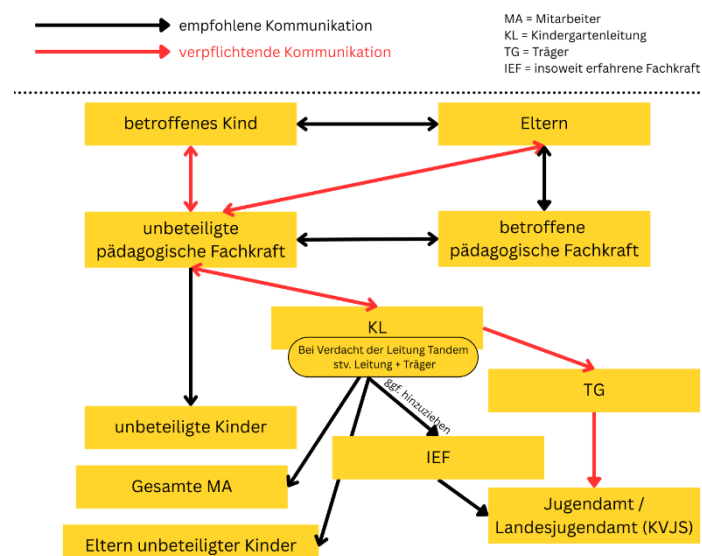 empfohlene Kommunikation
verpflichtende Kommunikation
MA = Mitarbeiter
KL = Kindergartenleitung
TG = Träger
IEF = insoweit erfahrene Fachkraft
betroffenes Kind
Eltern
unbeteiligte
pädagogische Fachkraft
betroffene
pädagogische Fachkraft
KL
Bei Verdacht der Leitung Tandem
stv. Leitung + Träger
ggf. hinzuziehen
TG
unbeteiligte Kinder
IEF
Gesamte MA
Jugendamt /
Landesjugendamt (KVJS)
Eltern unbeteiligter Kinder